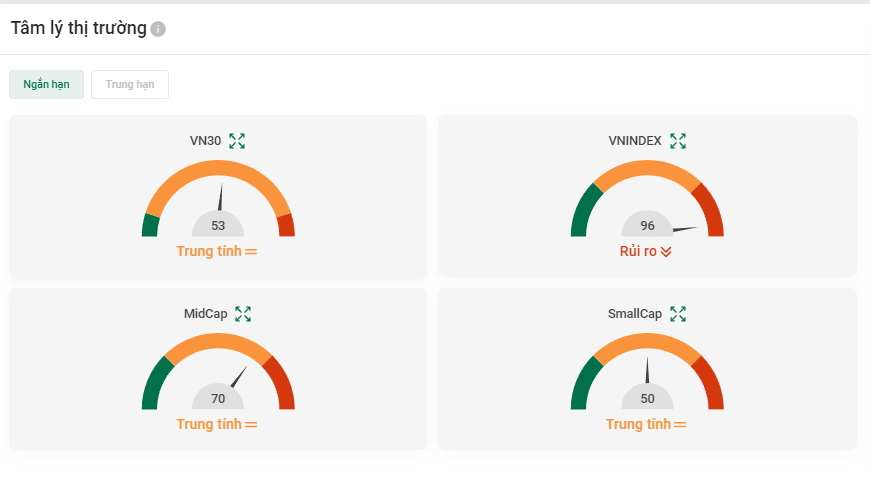 Tâm lý thị trường
Ngắn hạn
Trung hạn
VN30
53
Trung tính
VNINDEX
96
Rủi ro
MidCap
70
Trung tính
SmallCap
50
Trung tính